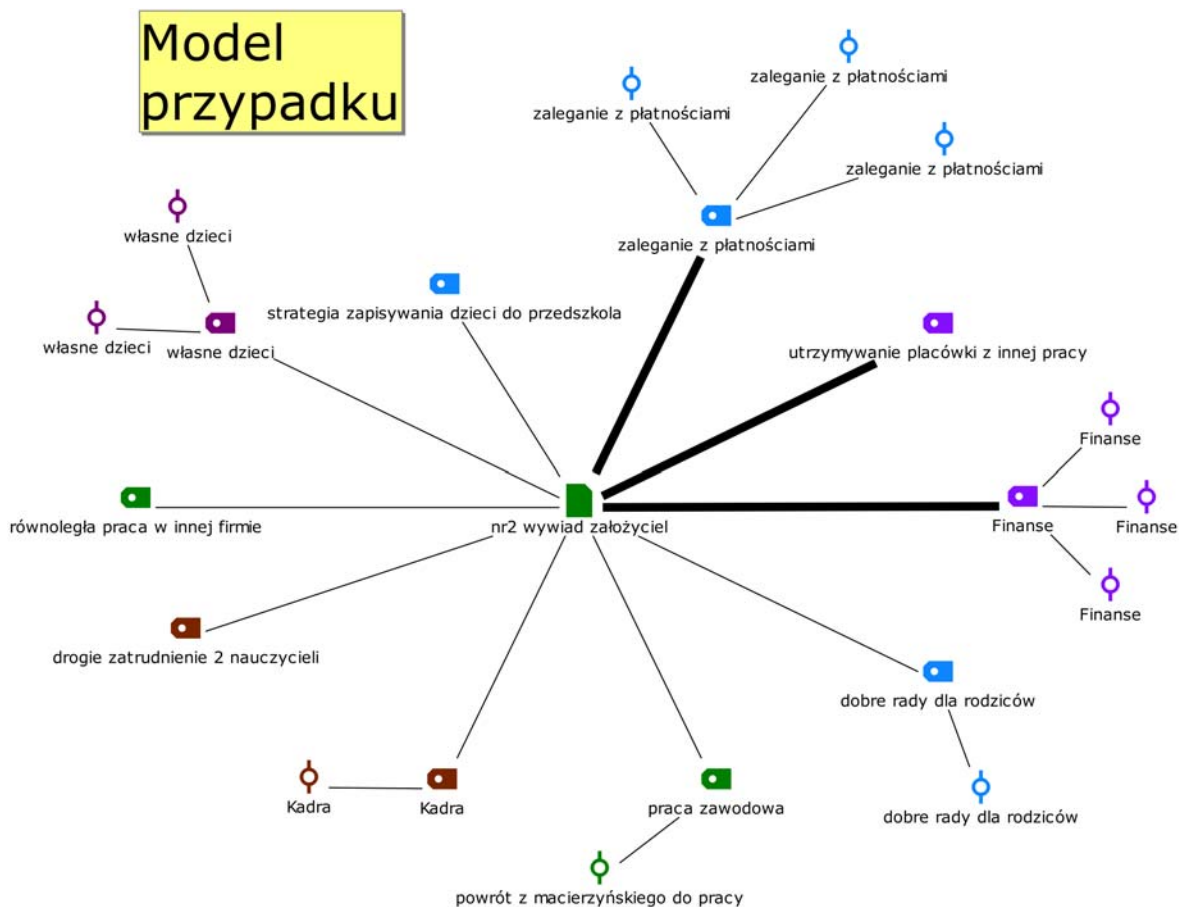 Model
przypadku
zaleganie z płatnościami
zaleganie z płatnościami
zaleganie z płatnościami
zaleganie z płatnościami
własne dzieci
własne dzieci
własne dzieci
strategia zapisywania dzieci do przedszkola
utrzymywanie placówki z innej pracy
Finanse
Finanse
Finanse
Finanse
równoległa praca w innej firmie
nr2 wywiad założyciel
drogie zatrudnienie 2 nauczycieli
dobre rady dla rodziców
dobre rady dla rodziców
Kadra
Kadra
praca zawodowa
powrót z macierzyńskiego do pracy